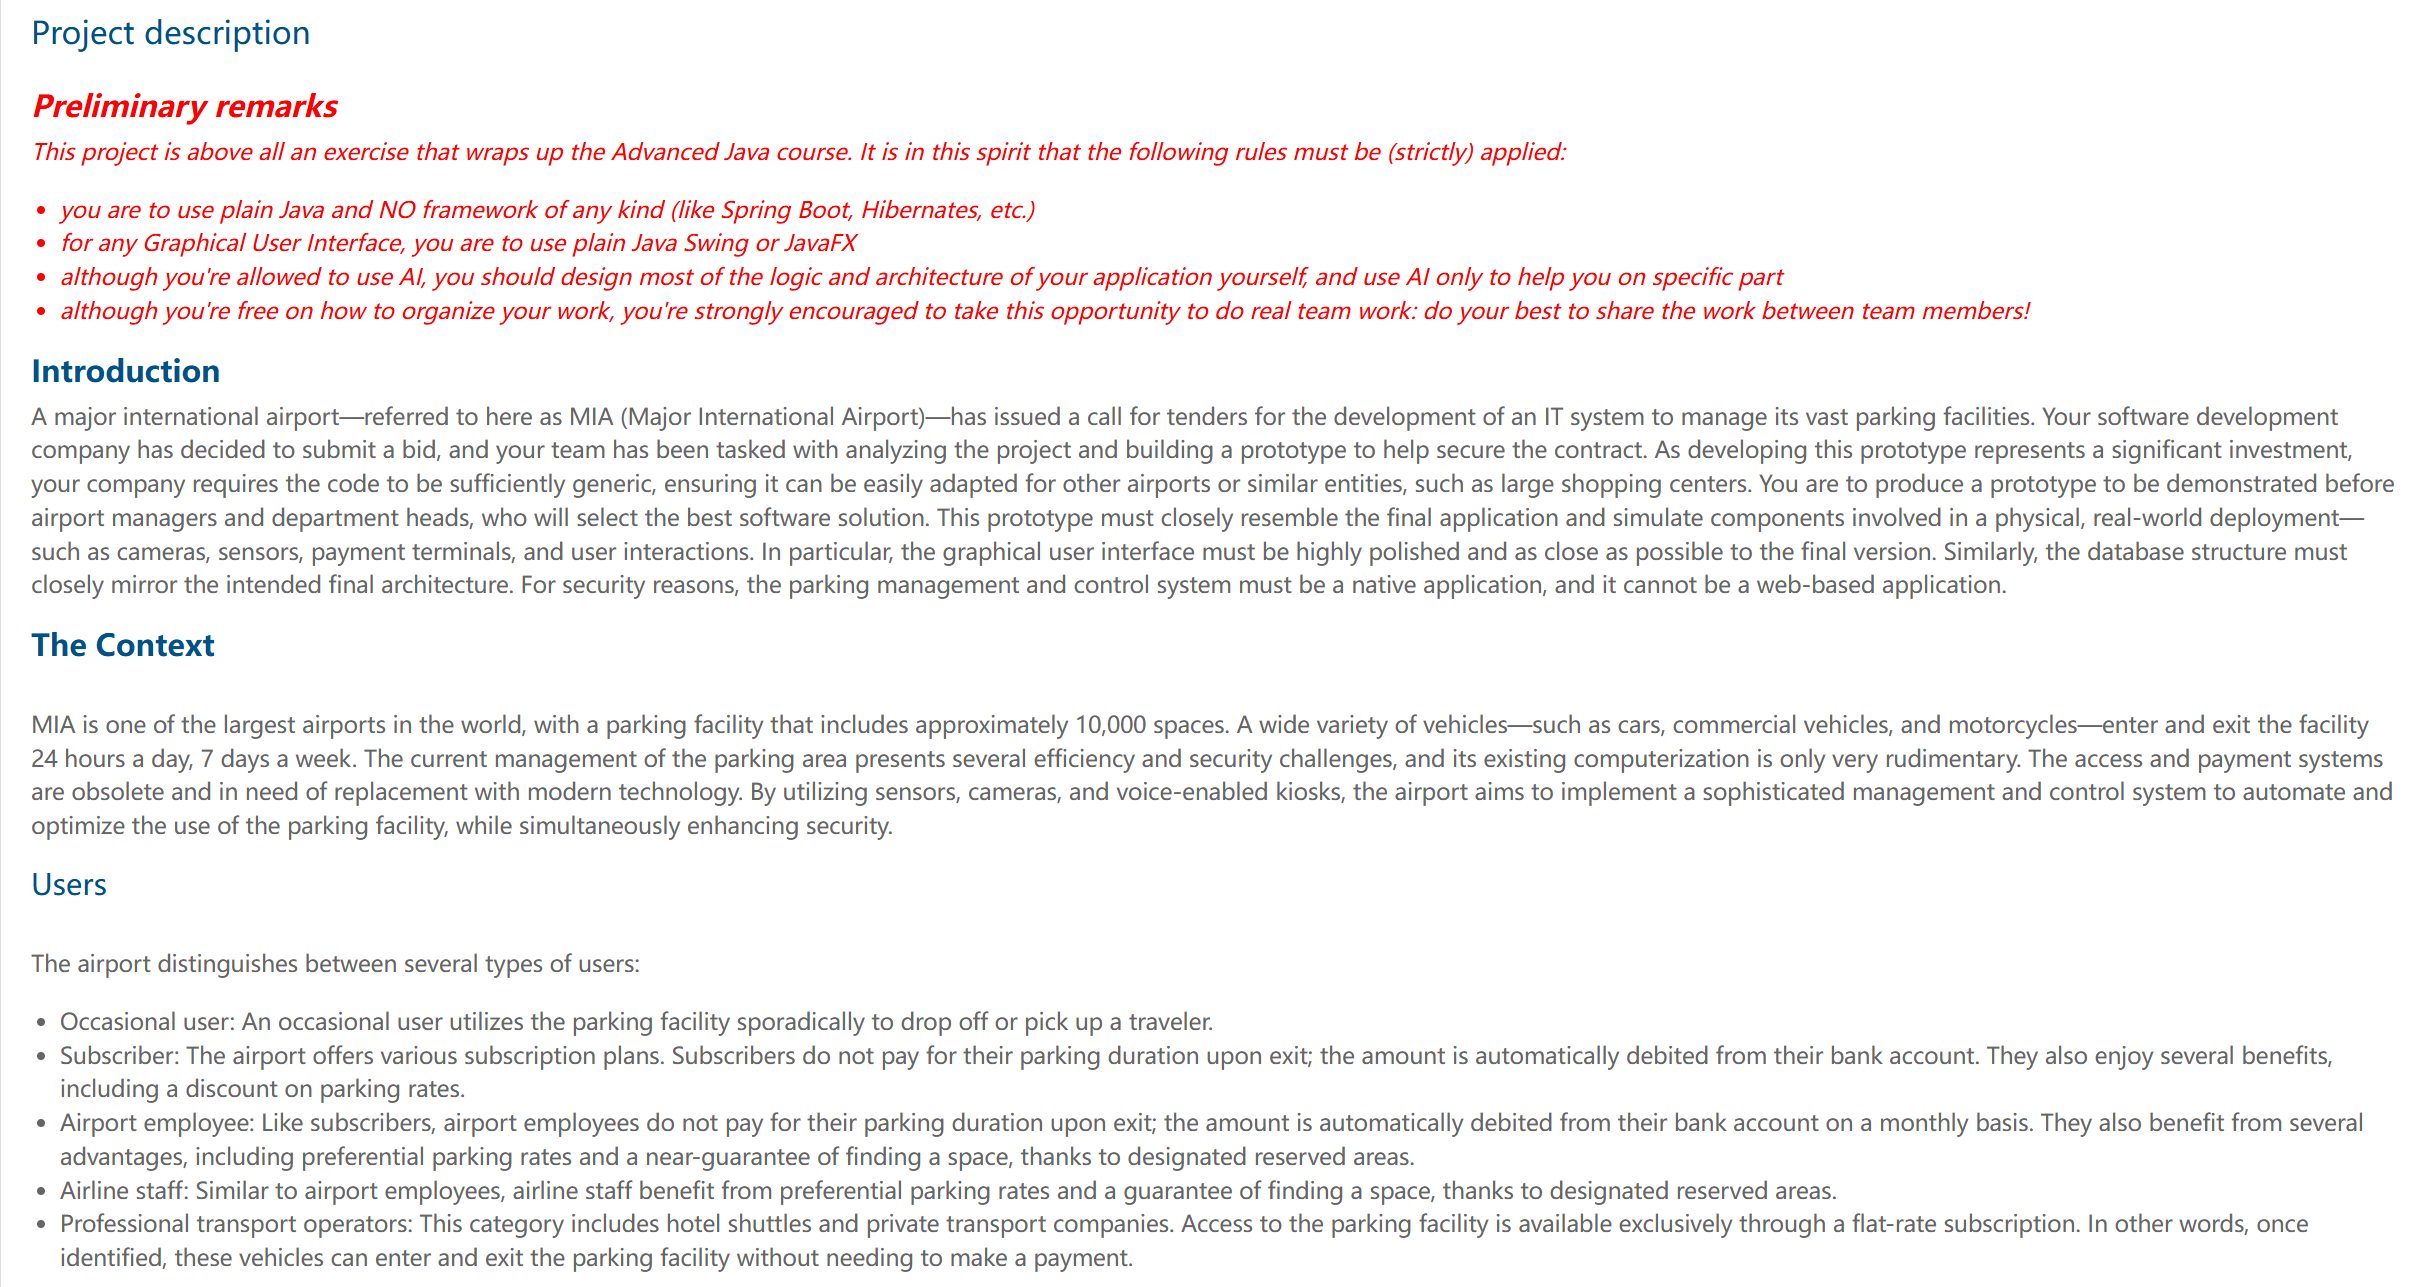 Project description
Preliminary remarks
This project is above all an exercise that wraps up the Advanced Java course. It is in this spirit that the following rules must be (strictly) applied:
• you are to use plain Java and NO framework of any kind (like Spring Boot, Hibernates, etc.)
• for any Graphical User Interface, you are to use plain Java Swing or JavaFX
• although you're allowed to use AI, you should design most of the logic and architecture of your application yourself, and use AI only to help you on specific part
• although you're free on how to organize your work, you're strongly encouraged to take this opportunity to do real team work: do your best to share the work between team members!
Introduction
A major international airport—referred to here as MIA (Major International Airport)—has issued a call for tenders for the development of an IT system to manage its vast parking facilities. Your software development
company has decided to submit a bid, and your team has been tasked with analyzing the project and building a prototype to help secure the contract. As developing this prototype represents a significant investment,
your company requires the code to be sufficiently generic, ensuring it can be easily adapted for other airports or similar entities, such as large shopping centers. You are to produce a prototype to be demonstrated before
airport managers and department heads, who will select the best software solution. This prototype must closely resemble the final application and simulate components involved in a physical, real-world deployment—
such as cameras, sensors, payment terminals, and user interactions. In particular, the graphical user interface must be highly polished and as close as possible to the final version. Similarly, the database structure must
closely mirror the intended final architecture. For security reasons, the parking management and control system must be a native application, and it cannot be a web-based application.
The Context
MIA is one of the largest airports in the world, with a parking facility that includes approximately 10,000 spaces. A wide variety of vehicles—such as cars, commercial vehicles, and motorcycles—enter and exit the facility
24 hours a day, 7 days a week. The current management of the parking area presents several efficiency and security challenges, and its existing computerization is only very rudimentary. The access and payment systems
are obsolete and in need of replacement with modern technology. By utilizing sensors, cameras, and voice-enabled kiosks, the airport aims to implement a sophisticated management and control system to automate and
optimize the use of the parking facility, while simultaneously enhancing security.
Users
The airport distinguishes between several types of users:
• Occasional user: An occasional user utilizes the parking facility sporadically to drop off or pick up a traveler.
• Subscriber: The airport offers various subscription plans. Subscribers do not pay for their parking duration upon exit; the amount is automatically debited from their bank account. They also enjoy several benefits,
including a discount on parking rates.
• Airport employee: Like subscribers, airport employees do not pay for their parking duration upon exit; the amount is automatically debited from their bank account on a monthly basis. They also benefit from several
advantages, including preferential parking rates and a near-guarantee of finding a space, thanks to designated reserved areas.
• Airline staff: Similar to airport employees, airline staff benefit from preferential parking rates and a guarantee of finding a space, thanks to designated reserved areas.
• Professional transport operators: This category includes hotel shuttles and private transport companies. Access to the parking facility is available exclusively through a flat-rate subscription. In other words, once
identified, these vehicles can enter and exit the parking facility without needing to make a payment.